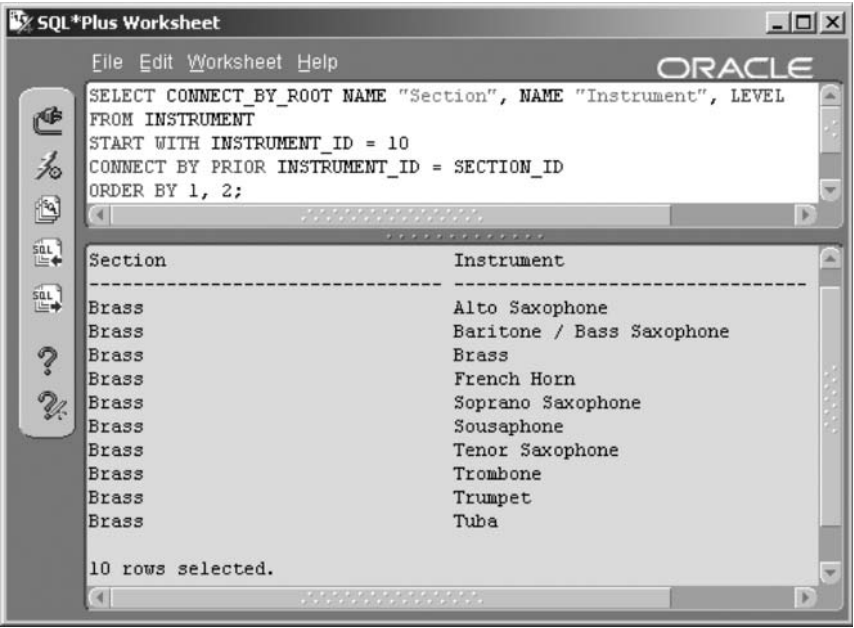 SQL*Plus Worksheet
File Edit Worksheet Help
ORACLE
SELECT CONNECT_BY_ROOT NAME "Section", NAME "Instrument", LEVEL
FROM INSTRUMENT
START WITH INSTRUMENT_ID = 10
CONNECT BY PRIOR INSTRUMENT_ID = SECTION_ID
ORDER BY 1, 2;
SQL
SQL
Section Instrument
-------------------------------- --------------------------------
Brass Alto Saxophone
Brass Baritone / Bass Saxophone
Brass Brass
Brass French Horn
Brass Soprano Saxophone
Brass Sousaphone
Brass Tenor Saxophone
Brass Trombone
Brass Trumpet
Brass Tuba
10 rows selected.